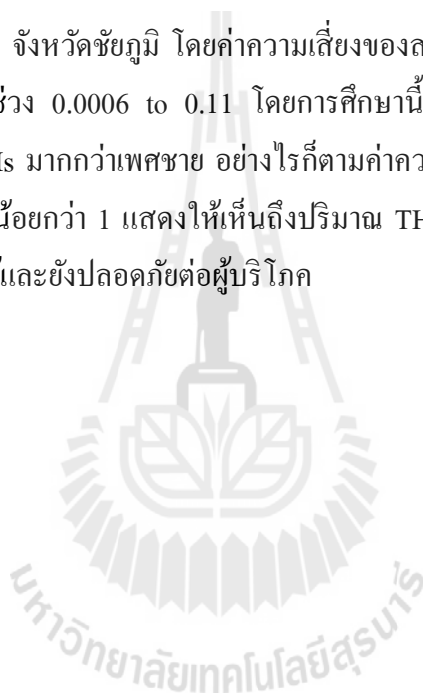 จังหวัดชัยภูมิ โดยค่าความเสี่ยงของส
ช่วง 0.0006 to 0.11 โดยการศึกษานี้
Is มากกว่าเพศชาย อย่างไรก็ตามค่าคว
น้อยกว่า 1 แสดงให้เห็นถึงปริมาณ TH
และยังปลอดภัยต่อผู้บริโภค
มหาวิทยาลัยเทคโนโลยีสุรนารี